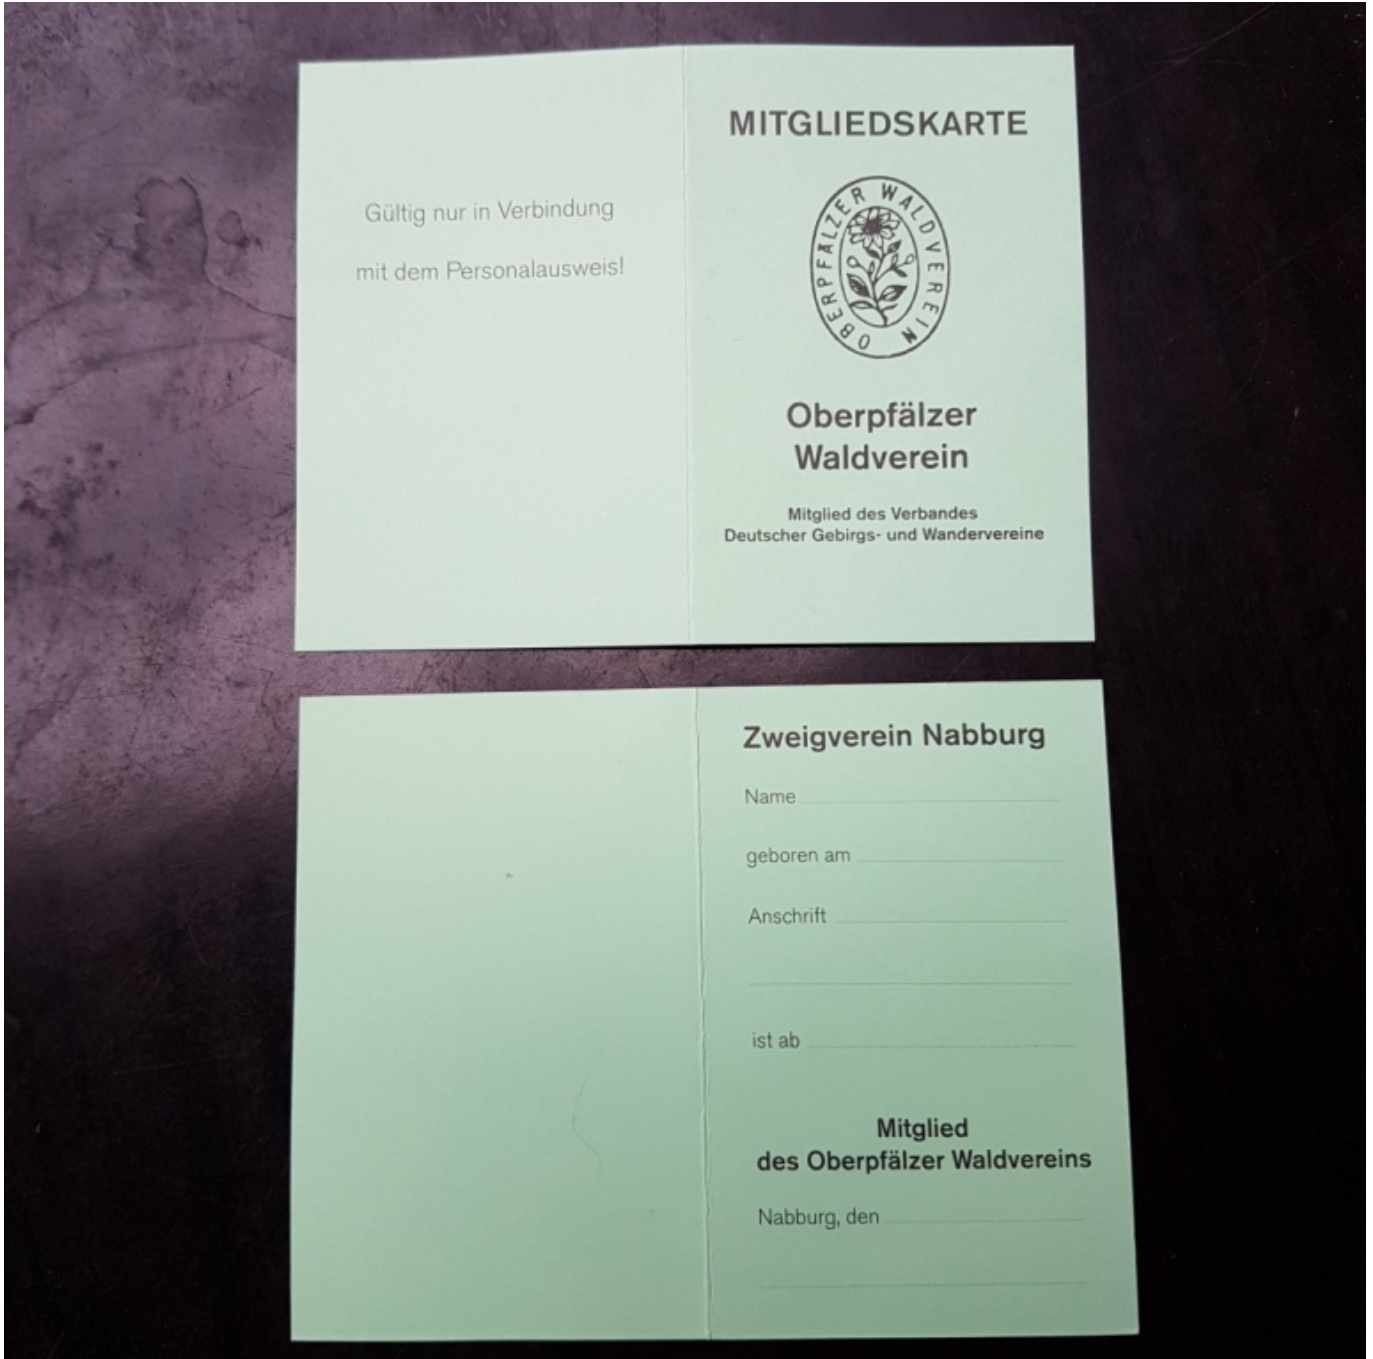 Gültig nur in Verbindung
mit dem Personalausweis!
MITGLIEDSKARTE
OBERPFÄLZER WALDVEREIN
Oberpfälzer
Waldverein
Mitglied des Verbandes
Deutscher Gebirgs- und Wandervereine
Zweigverein Nabburg
Name
geboren am
Anschrift
ist ab
Mitglied
des Oberpfälzer Waldvereins
Nabburg, den